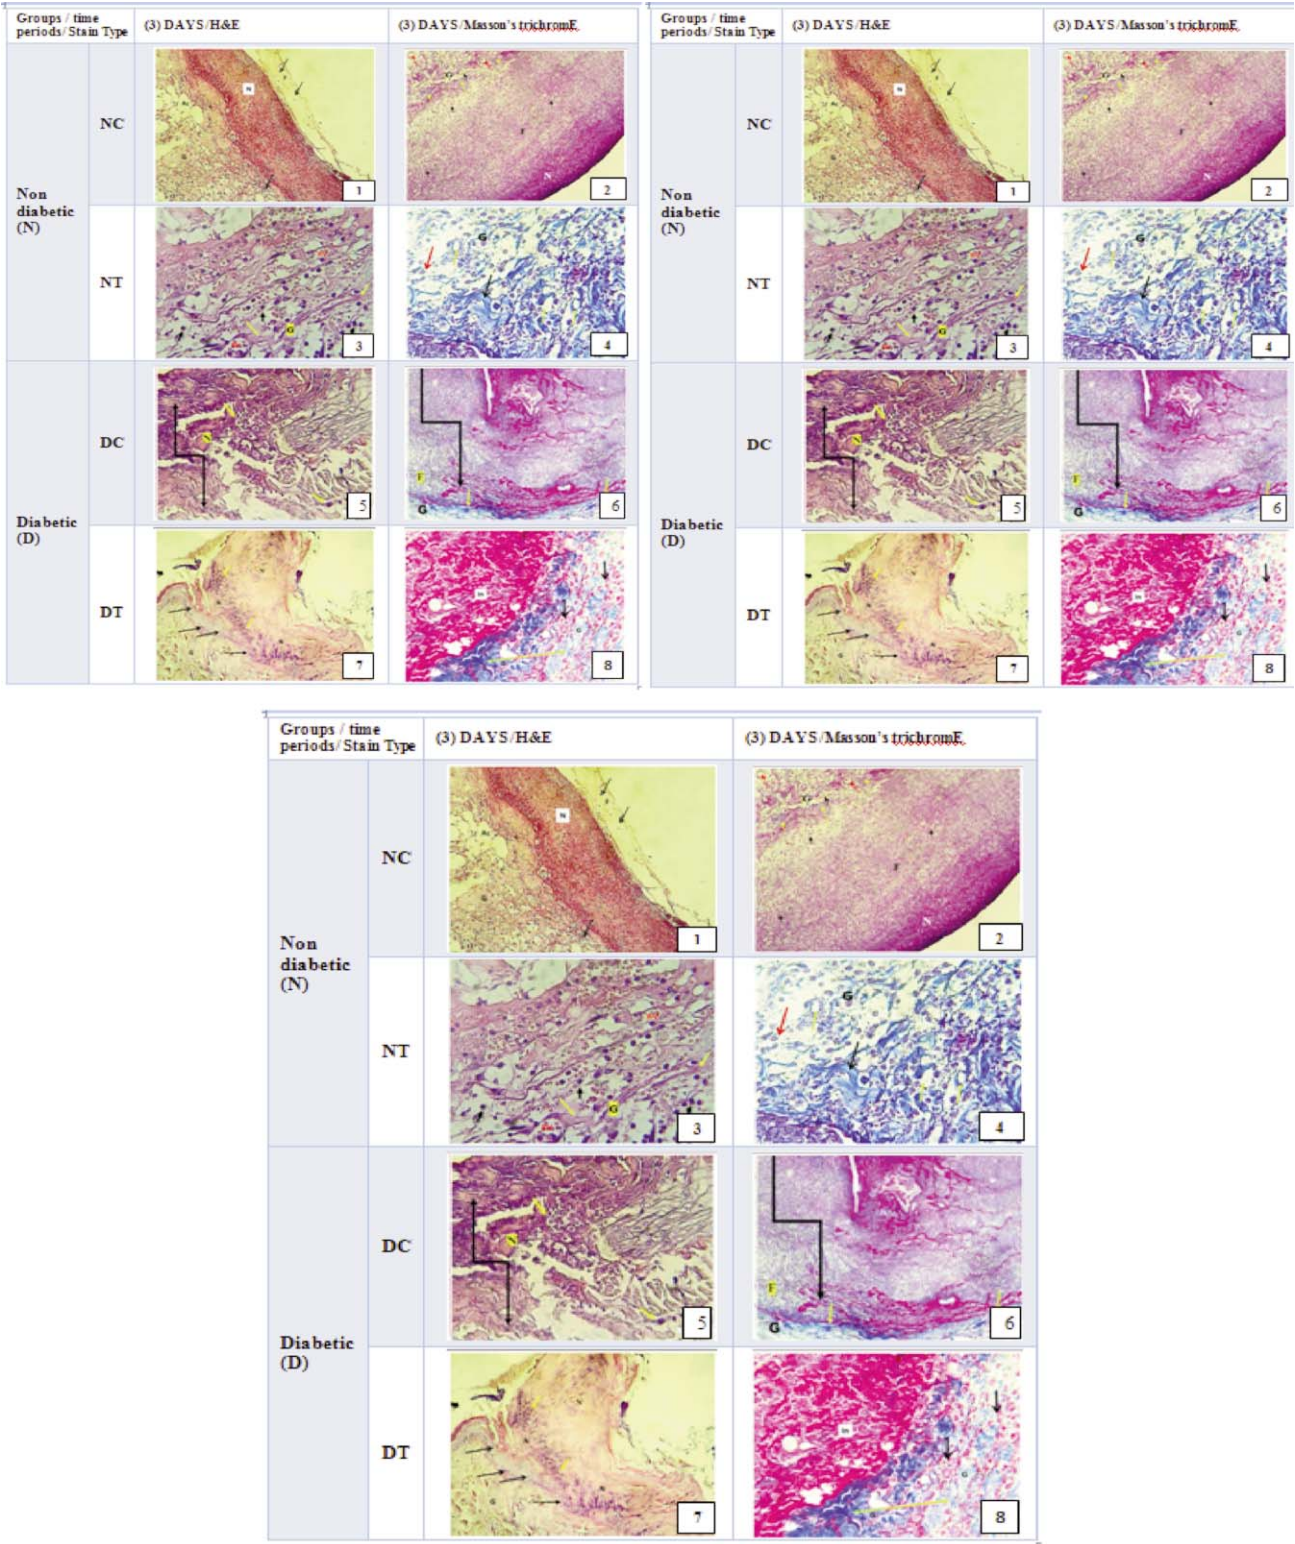 Groups / time
periods/Stain Type
(3) DAYS/H&E
(3) DAYS/Masson's trichromE
Non
diabetic
(N)
NC
N
1
G
F
N
2
NT
G
3
G
4
Diabetic
(D)
DC
N
5
F
G
6
DT
7
8
Groups / time
periods/Stain Type
(3) DAYS/H&E
(3) DAYS/Masson's trichromE
Non
diabetic
(N)
NC
N
1
G
F
N
2
NT
G
3
G
4
Diabetic
(D)
DC
N
5
F
G
6
DT
7
8
Groups / time
periods/Stain Type
(3) DAYS/H&E
(3) DAYS/Masson's trichromE
Non
diabetic
(N)
NC
N
1
G
F
N
2
NT
G
3
G
4
Diabetic
(D)
DC
N
5
F
G
6
DT
7
8